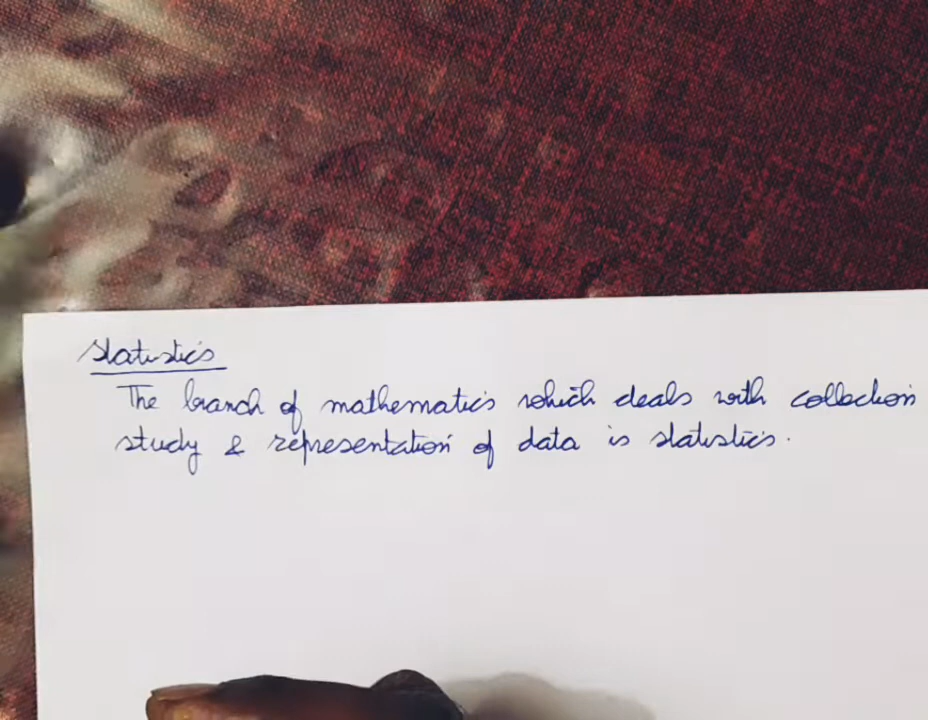 Statistics
The branch of mathematics which deals with collection
study & representation of data is statistics.